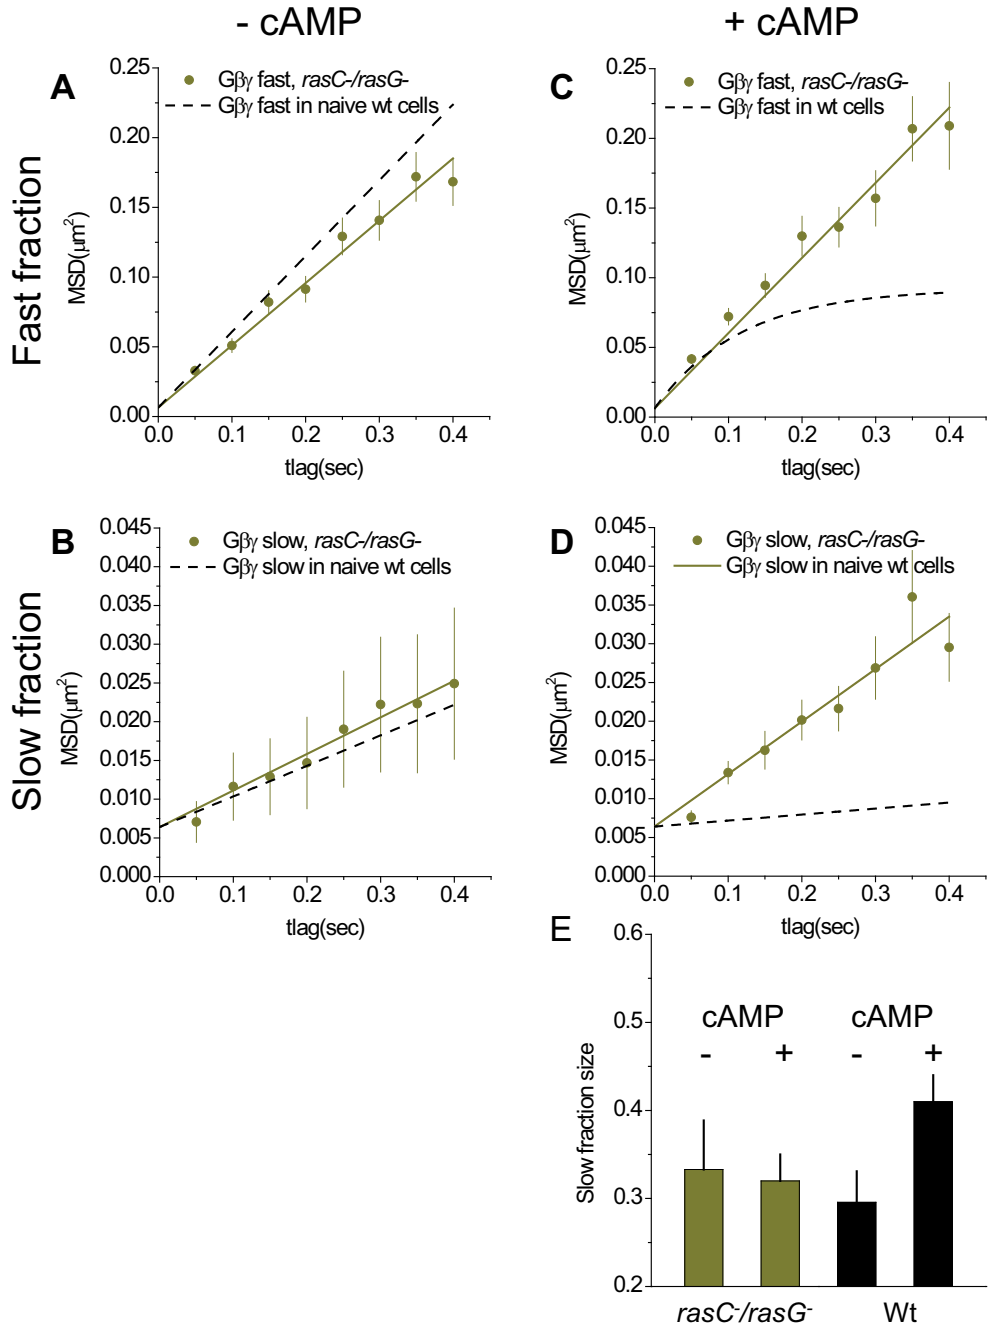 - cAMP
+ cAMP
Fast fraction
Slow fraction
A
Gβγ fast, rasC-/rasG-
Gβγ fast in naive wt cells
0.25
0.20
0.15
0.10
0.05
0.00
MSD(μm²)
0.0 0.1 0.2 0.3 0.4
tlag(sec)
C
Gβγ fast, rasC-/rasG-
Gβγ fast in wt cells
0.25
0.20
0.15
0.10
0.05
0.00
MSD(μm²)
0.0 0.1 0.2 0.3 0.4
tlag(sec)
B
Gβγ slow, rasC-/rasG-
Gβγ slow in naive wt cells
0.045
0.040
0.035
0.030
0.025
0.020
0.015
0.010
0.005
0.000
MSD(μm²)
0.0 0.1 0.2 0.3 0.4
tlag(sec)
D
Gβγ slow, rasC-/rasG-
Gβγ slow in naive wt cells
0.045
0.040
0.035
0.030
0.025
0.020
0.015
0.010
0.005
0.000
MSD(μm²)
0.0 0.1 0.2 0.3 0.4
tlag(sec)
E
0.6
0.5
0.4
0.3
0.2
Slow fraction size
cAMP cAMP
- + - +
rasC⁻/rasG⁻ Wt